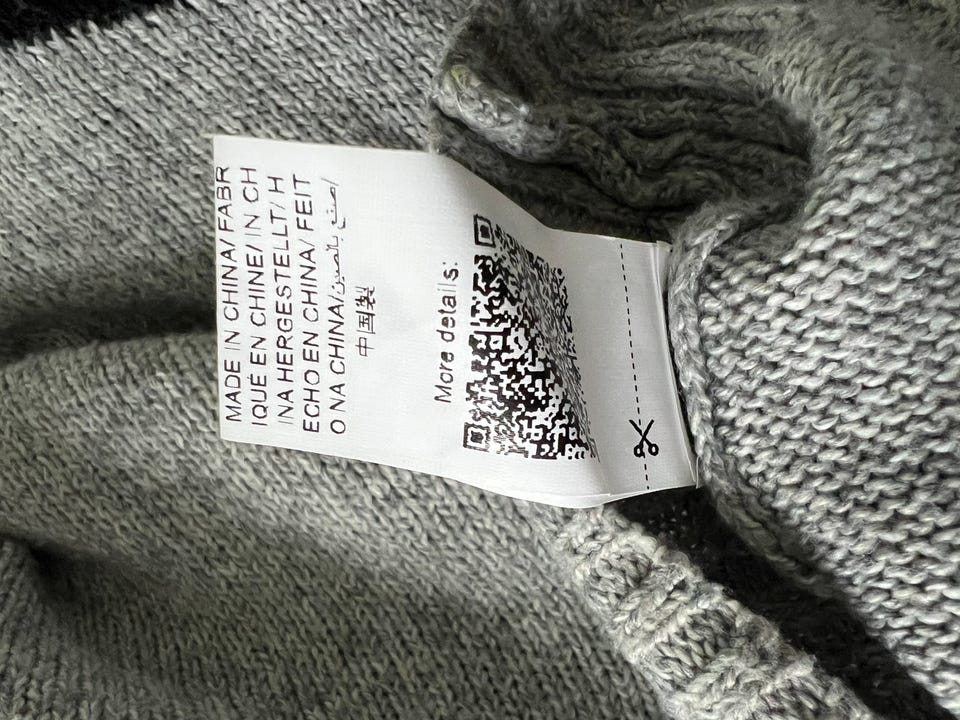 MADE IN CHINA/ FABR
IQUÉ EN CHINE/ IN CH
INA HERGESTELLT/ H
ECHO EN CHINA/ FEIT
O NA CHINA/صنع بالصين/
中国製
More details: